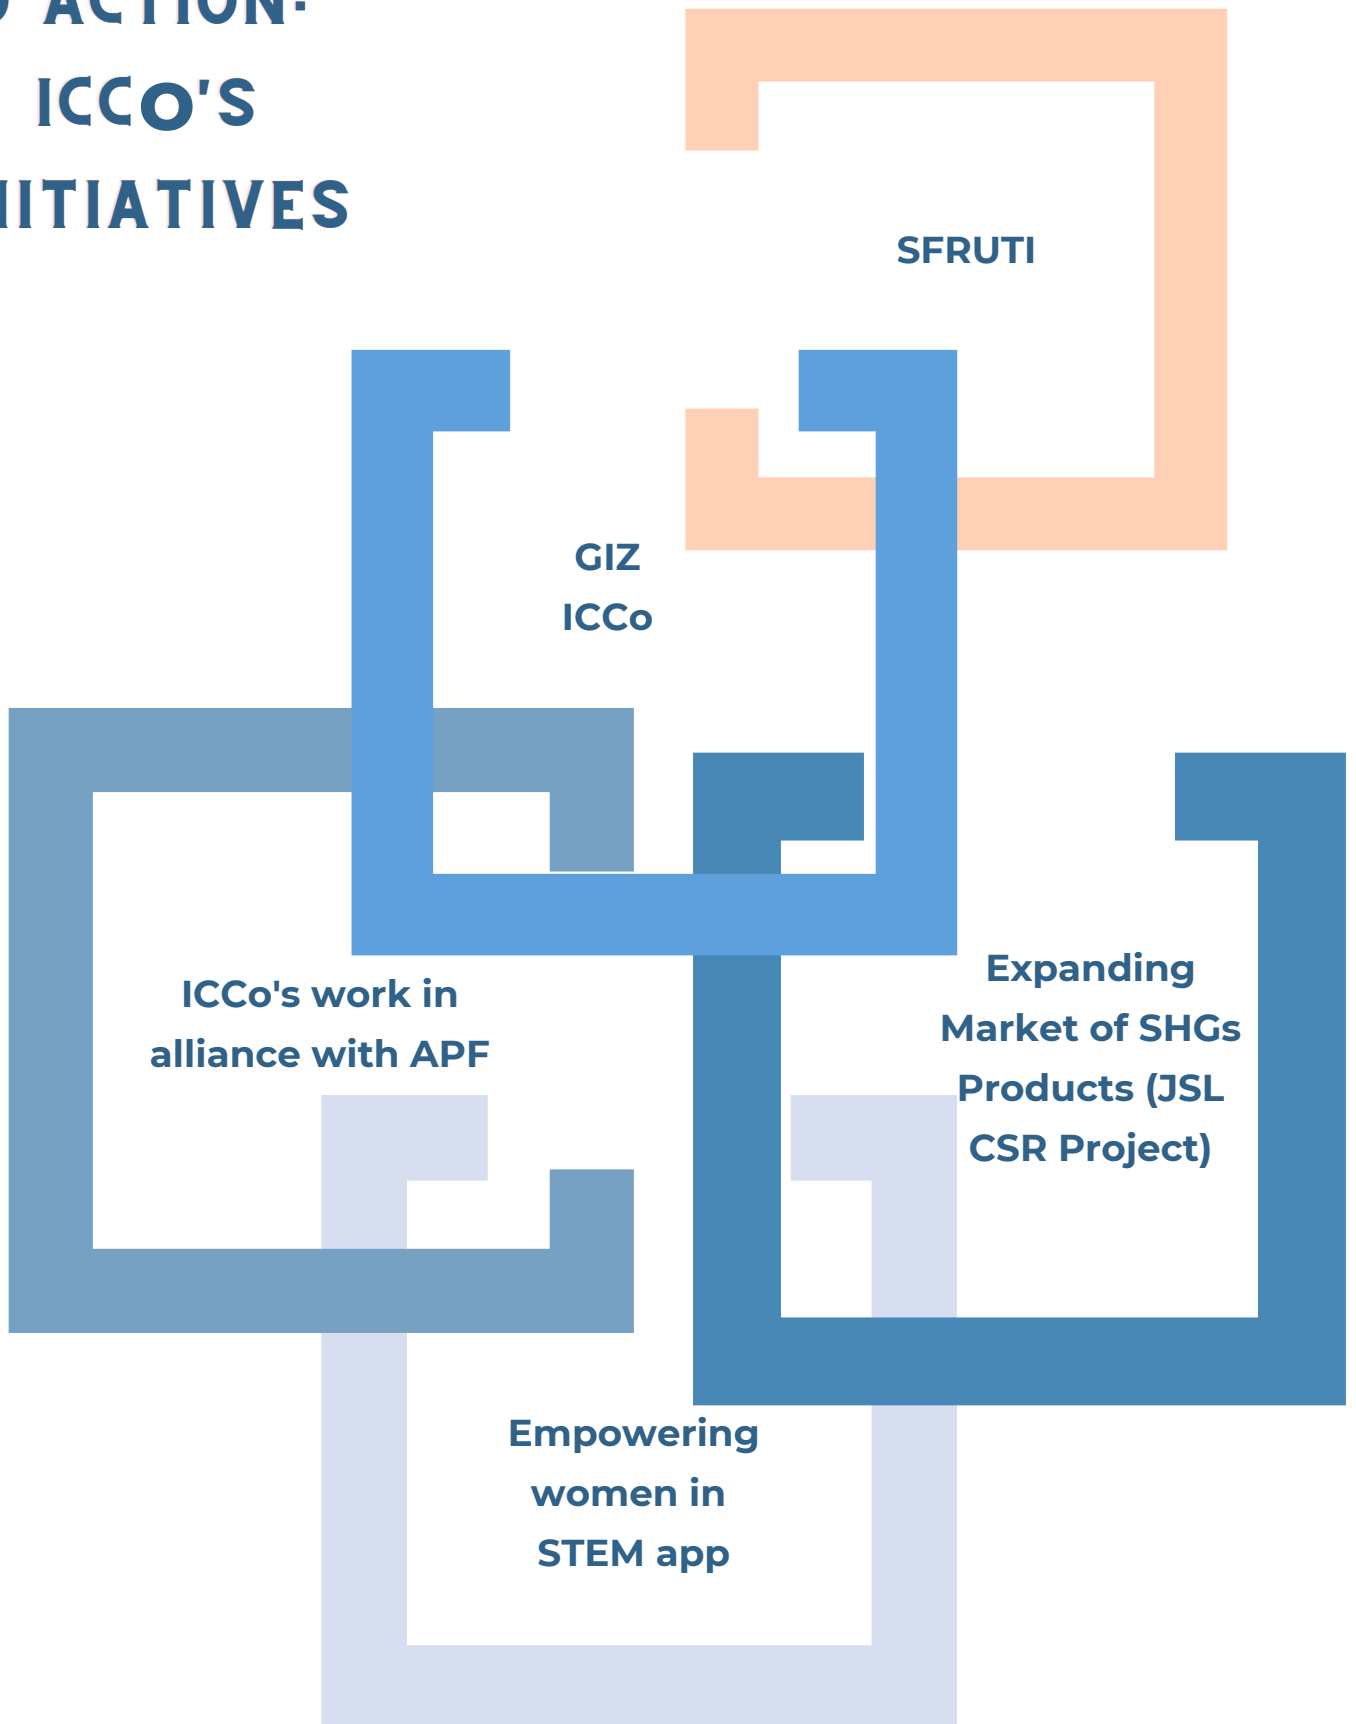 ACTION:
ICCO'S
SFRUTI
GIZ
ICCo
ICCo's work in
alliance with APF
Expanding
Market of SHGs
Products (JSL
CSR Project)
Empowering
women in
STEM app